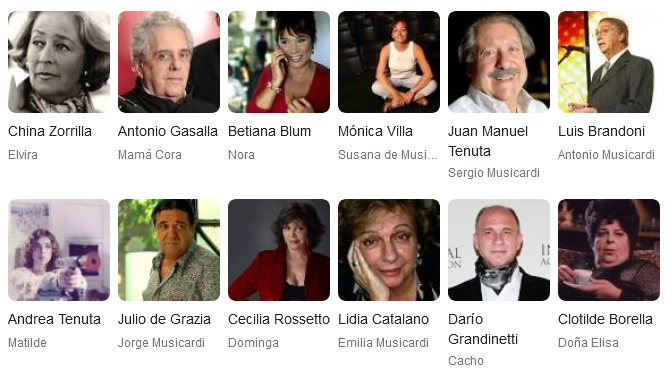 China Zorrilla
Elvira
Antonio Gasalla
Mamá Cora
Betiana Blum
Nora
Mónica Villa
Susana de Musi...
Juan Manuel
Tenuta
Sergio Musicardi
Luis Brandoni
Antonio Musicardi
Andrea Tenuta
Matilde
Julio de Grazia
Jorge Musicardi
Cecilia Rossetto
Dominga
Lidia Catalano
Emilia Musicardi
Darío
Grandinetti
Cacho
Clotilde Borella
Doña Elisa